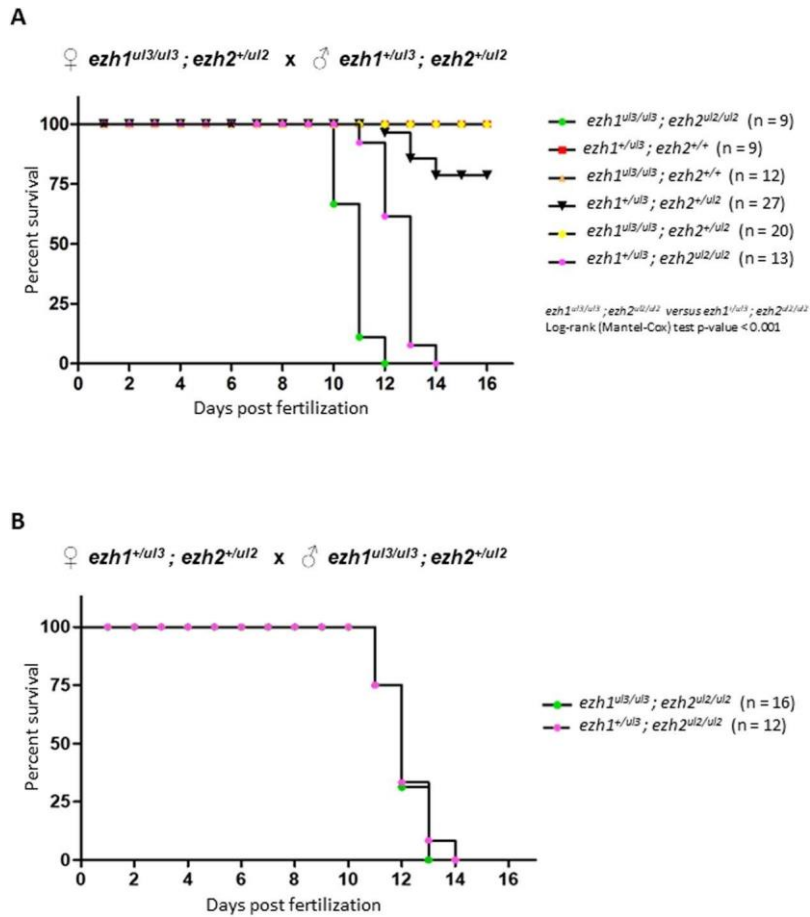 A
♀ ezh1ul3/ul3 ; ezh2+/ul2 x ♂ ezh1+/ul3; ezh2+/ul2
100
75
50
25
0
Percent survival
0 2 4 6 8 10 12 14 16
Days post fertilization
ezh1ul3/ul3; ezh2ul2/ul2 (n = 9)
ezh1+/ul3; ezh2+/+ (n = 9)
ezh1ul3/ul3; ezh2+/+ (n = 12)
ezh1+/ul3; ezh2+/ul2 (n = 27)
ezh1ul3/ul3; ezh2+/ul2 (n = 20)
ezh1+/ul3; ezh2ul2/ul2 (n = 13)
ezh1ul3/ul3 ; ezh2ul2/ul2 versus ezh1+/ul3; ezh2ul2/ul2
Log-rank (Mantel-Cox) test p-value < 0.001
B
♀ ezh1+/ul3 ; ezh2+/ul2 x ♂ ezh1ul3/ul3; ezh2+/ul2
100
75
50
25
0
Percent survival
0 2 4 6 8 10 12 14 16
Days post fertilization
ezh1ul3/ul3; ezh2ul2/ul2 (n = 16)
ezh1+/ul3; ezh2ul2/ul2 (n = 12)